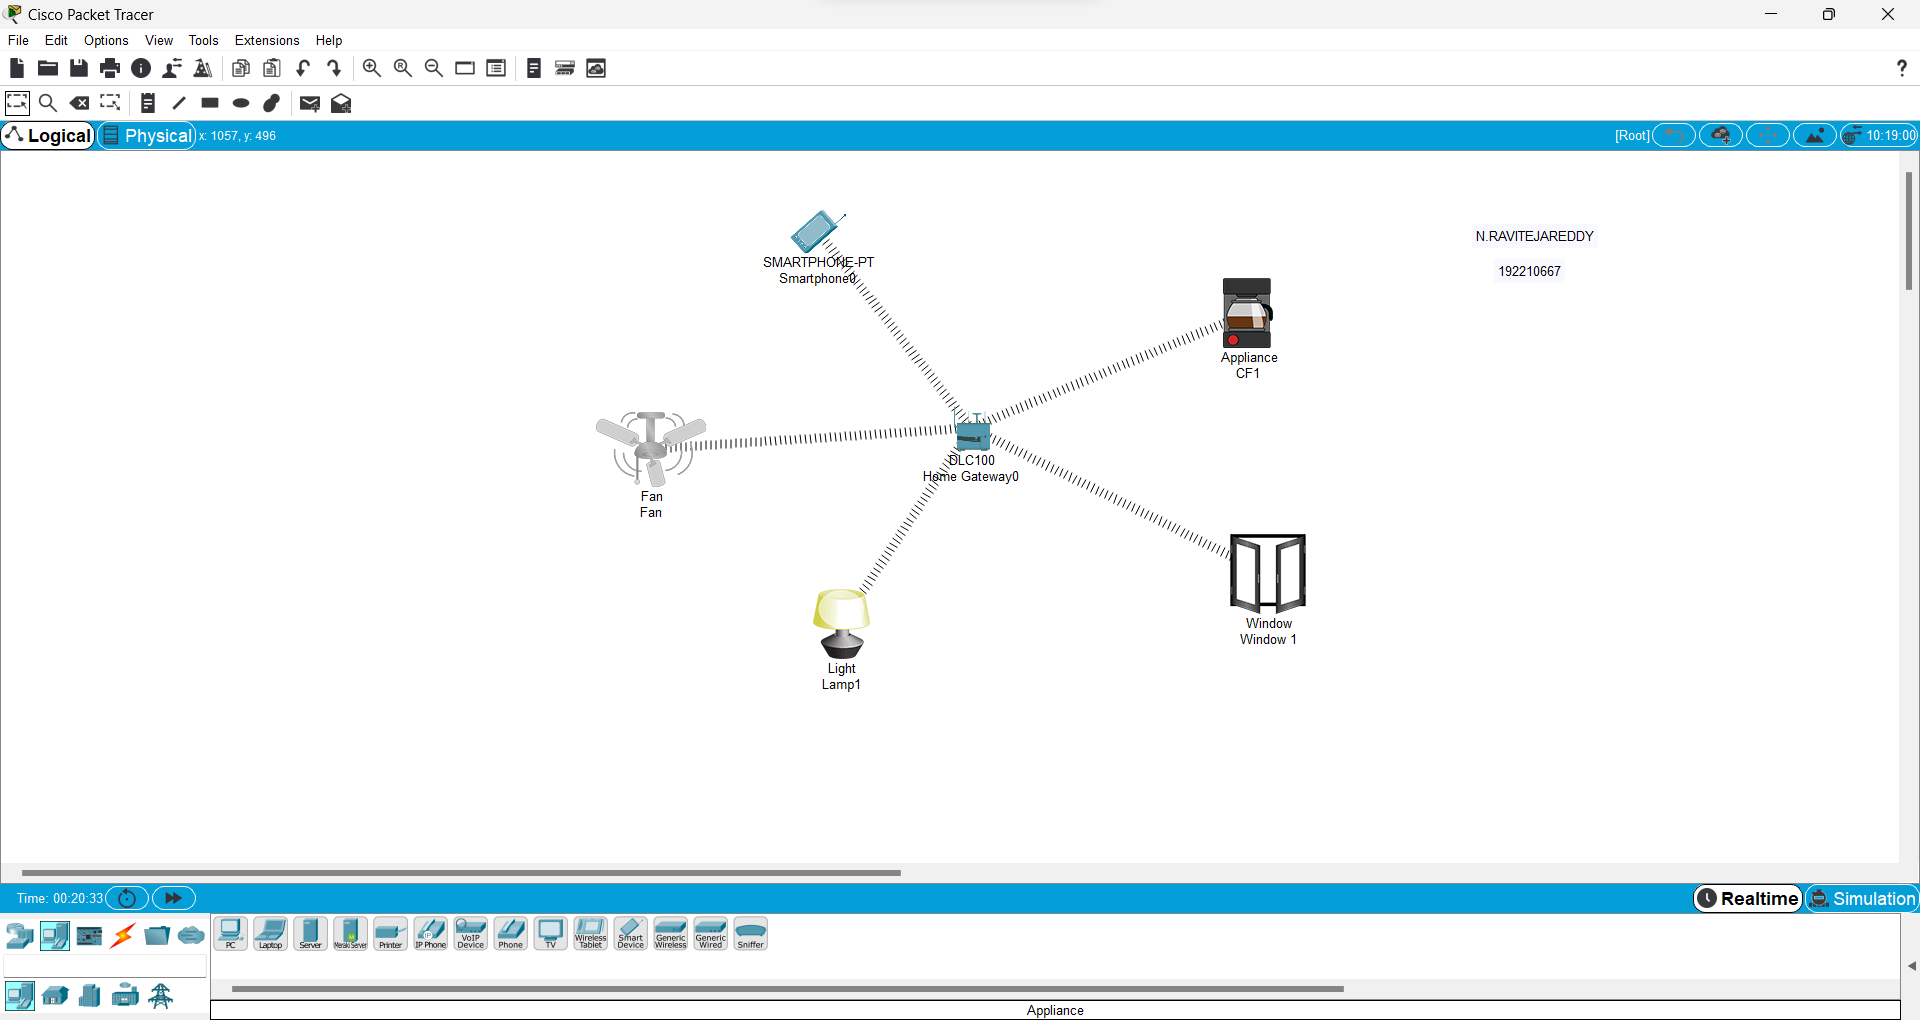 Cisco Packet Tracer
File Edit Options View Tools Extensions Help
?
Logical Physical x: 1057, y: 496 [Root] 10:19:00
N.RAVITEJAREDDY
192210667
SMARTPHONE-PT
Smartphone0
Appliance
CF1
DLC100
Home Gateway0
Fan
Fan
Window
Window 1
Light
Lamp1
Time: 00:20:33 Realtime Simulation
PC Laptop Server Meraki Server Printer IP Phone VoIP Device Phone TV Wireless Tablet Smart Device Generic Wireless Generic Wired Sniffer
Appliance